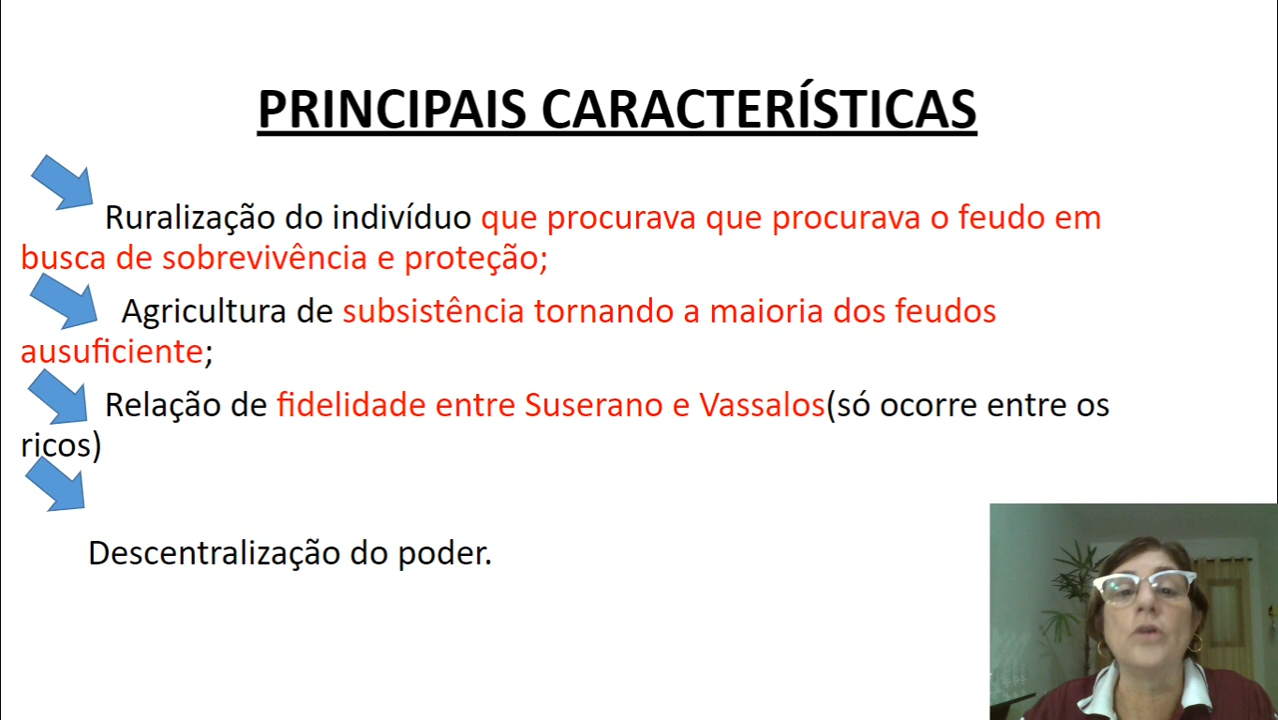 PRINCIPAIS CARACTERÍSTICAS
Ruralização do indivíduo que procurava que procurava o feudo em
busca de sobrevivência e proteção;
Agricultura de subsistência tornando a maioria dos feudos
ausuficiente;
Relação de fidelidade entre Suserano e Vassalos(só ocorre entre os
ricos)
Descentralização do poder.